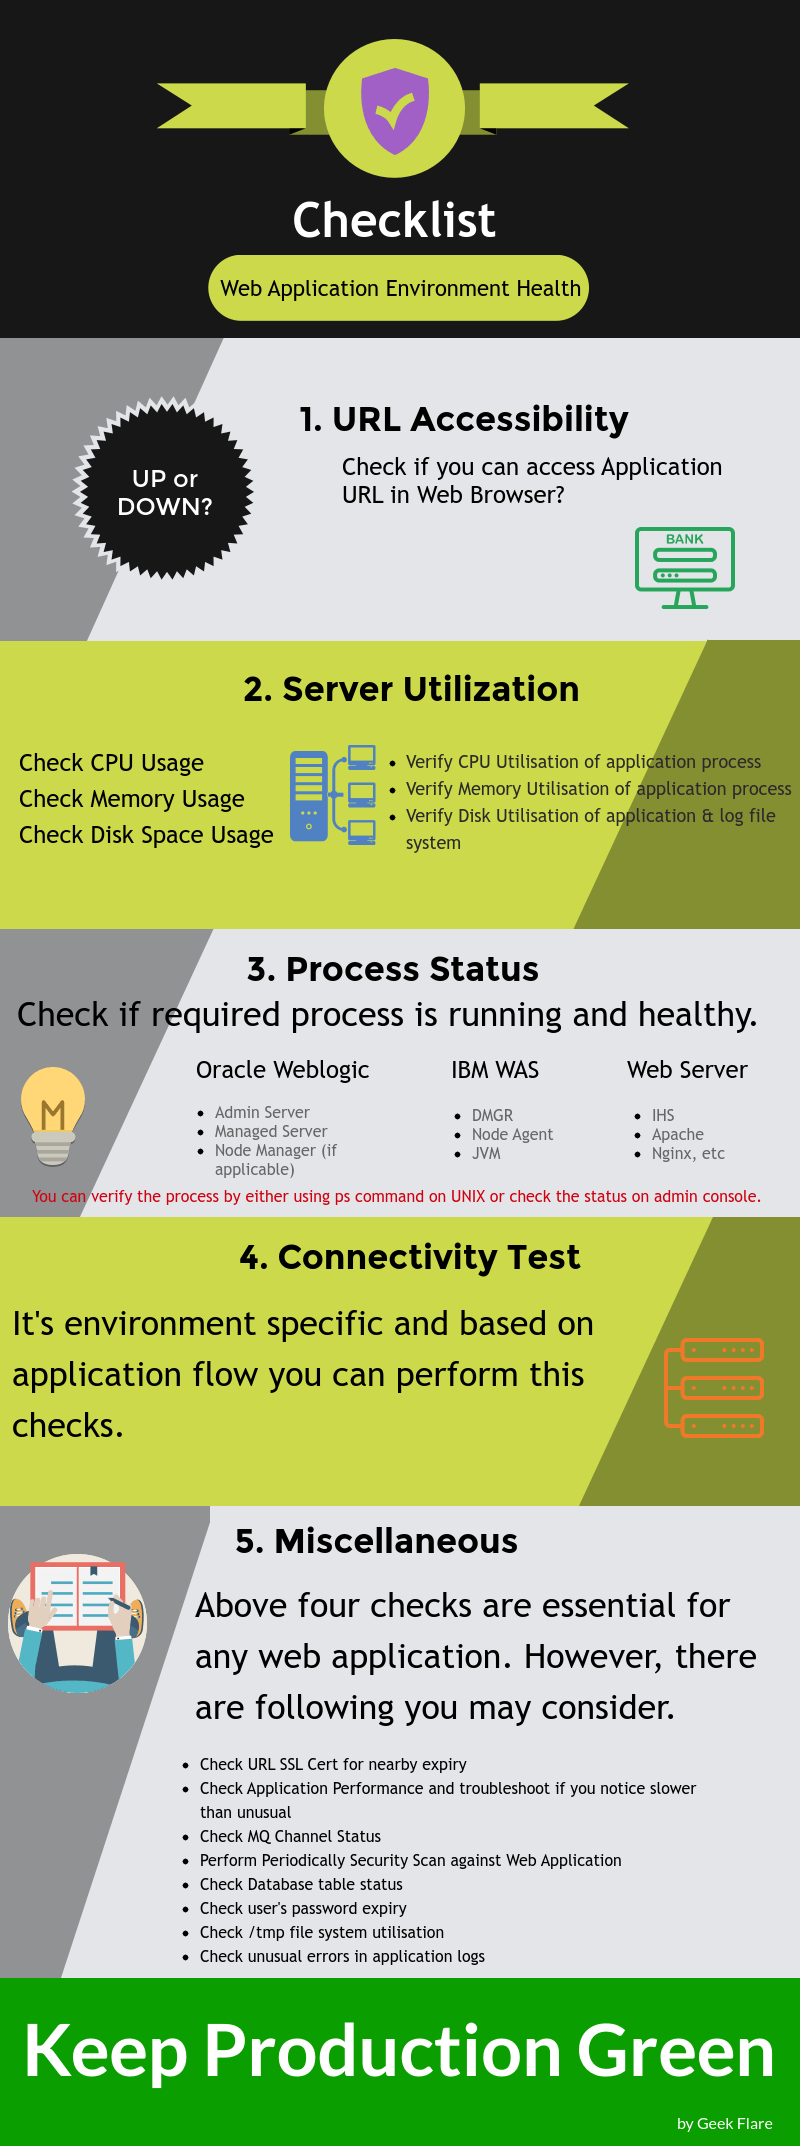 Checklist
Web Application Environment Health
UP or
DOWN?
1. URL Accessibility
Check if you can access Application
URL in Web Browser?
BANK
2. Server Utilization
Check CPU Usage
Check Memory Usage
Check Disk Space Usage
Verify CPU Utilisation of application process
Verify Memory Utilisation of application process
Verify Disk Utilisation of application & log file
system
3. Process Status
Check if required process is running and healthy.
Oracle Weblogic
Admin Server
Managed Server
Node Manager (if
applicable)
IBM WAS
DMGR
Node Agent
JVM
Web Server
IHS
Apache
Nginx, etc
You can verify the process by either using ps command on UNIX or check the status on admin console.
4. Connectivity Test
It's environment specific and based on
application flow you can perform this
checks.
5. Miscellaneous
Above four checks are essential for
any web application. However, there
are following you may consider.
Check URL SSL Cert for nearby expiry
Check Application Performance and troubleshoot if you notice slower
than unusual
Check MQ Channel Status
Perform Periodically Security Scan against Web Application
Check Database table status
Check user's password expiry
Check /tmp file system utilisation
Check unusual errors in application logs
Keep Production Green
by Geek Flare